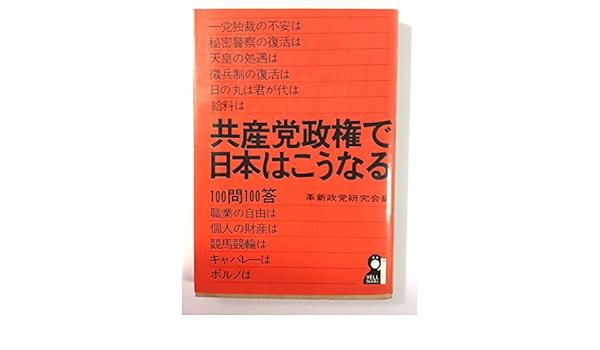 一党独裁の不安は
秘密警察の復活は
天皇の処遇は
徴兵制の復活は
日の丸は君が代は
給料は
共産党政権で
日本はこうなる
100問100答
革新政党研究会編
職業の自由は
個人の財産は
競馬競輪は
キャバレーは
ポルノは
YELL
books